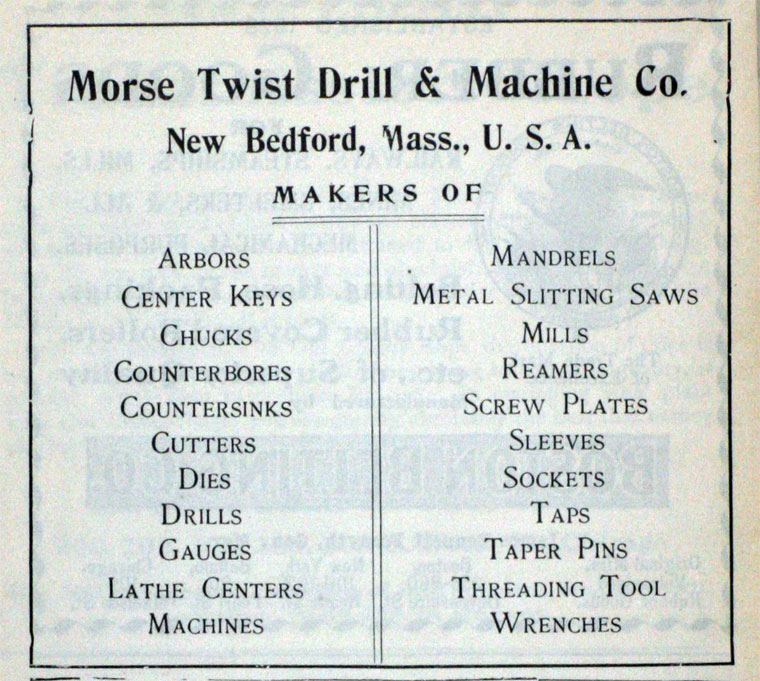 Morse Twist Drill & Machine Co.
New Bedford, Mass., U. S. A.
MAKERS OF
ARBORS
CENTER KEYS
CHUCKS
COUNTERBORES
COUNTERSINKS
CUTTERS
DIES
DRILLS
GAUGES
LATHE CENTERS
MACHINES
MANDRELS
METAL SLITTING SAWS
MILLS
REAMERS
SCREW PLATES
SLEEVES
SOCKETS
TAPS
TAPER PINS
THREADING TOOL
WRENCHES